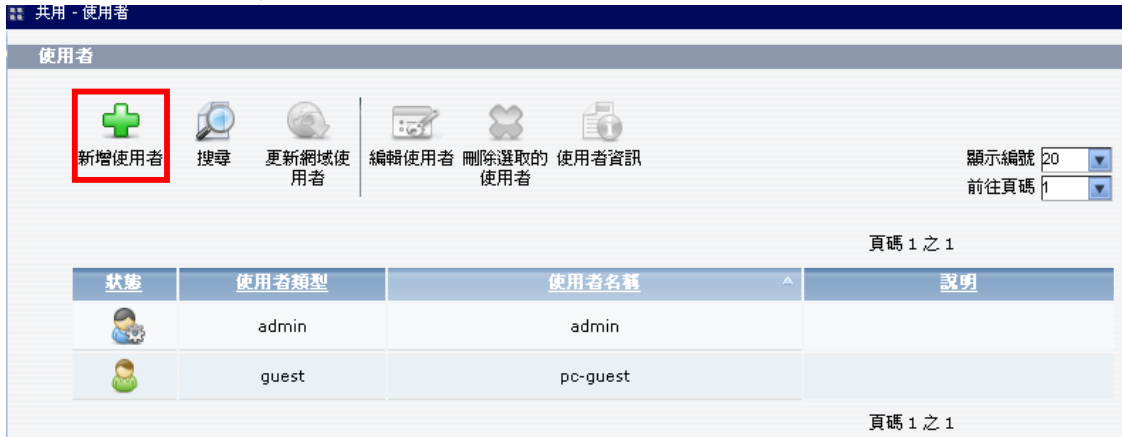 共用 - 使用者
使用者
新增使用者
搜尋
更新網域使
用者
編輯使用者
刪除選取的
使用者
使用者資訊
顯示編號 20
前往頁碼 1
頁碼 1 之 1
狀態 使用者類型 使用者名稱 說明
admin admin
guest pc-guest
頁碼 1 之 1